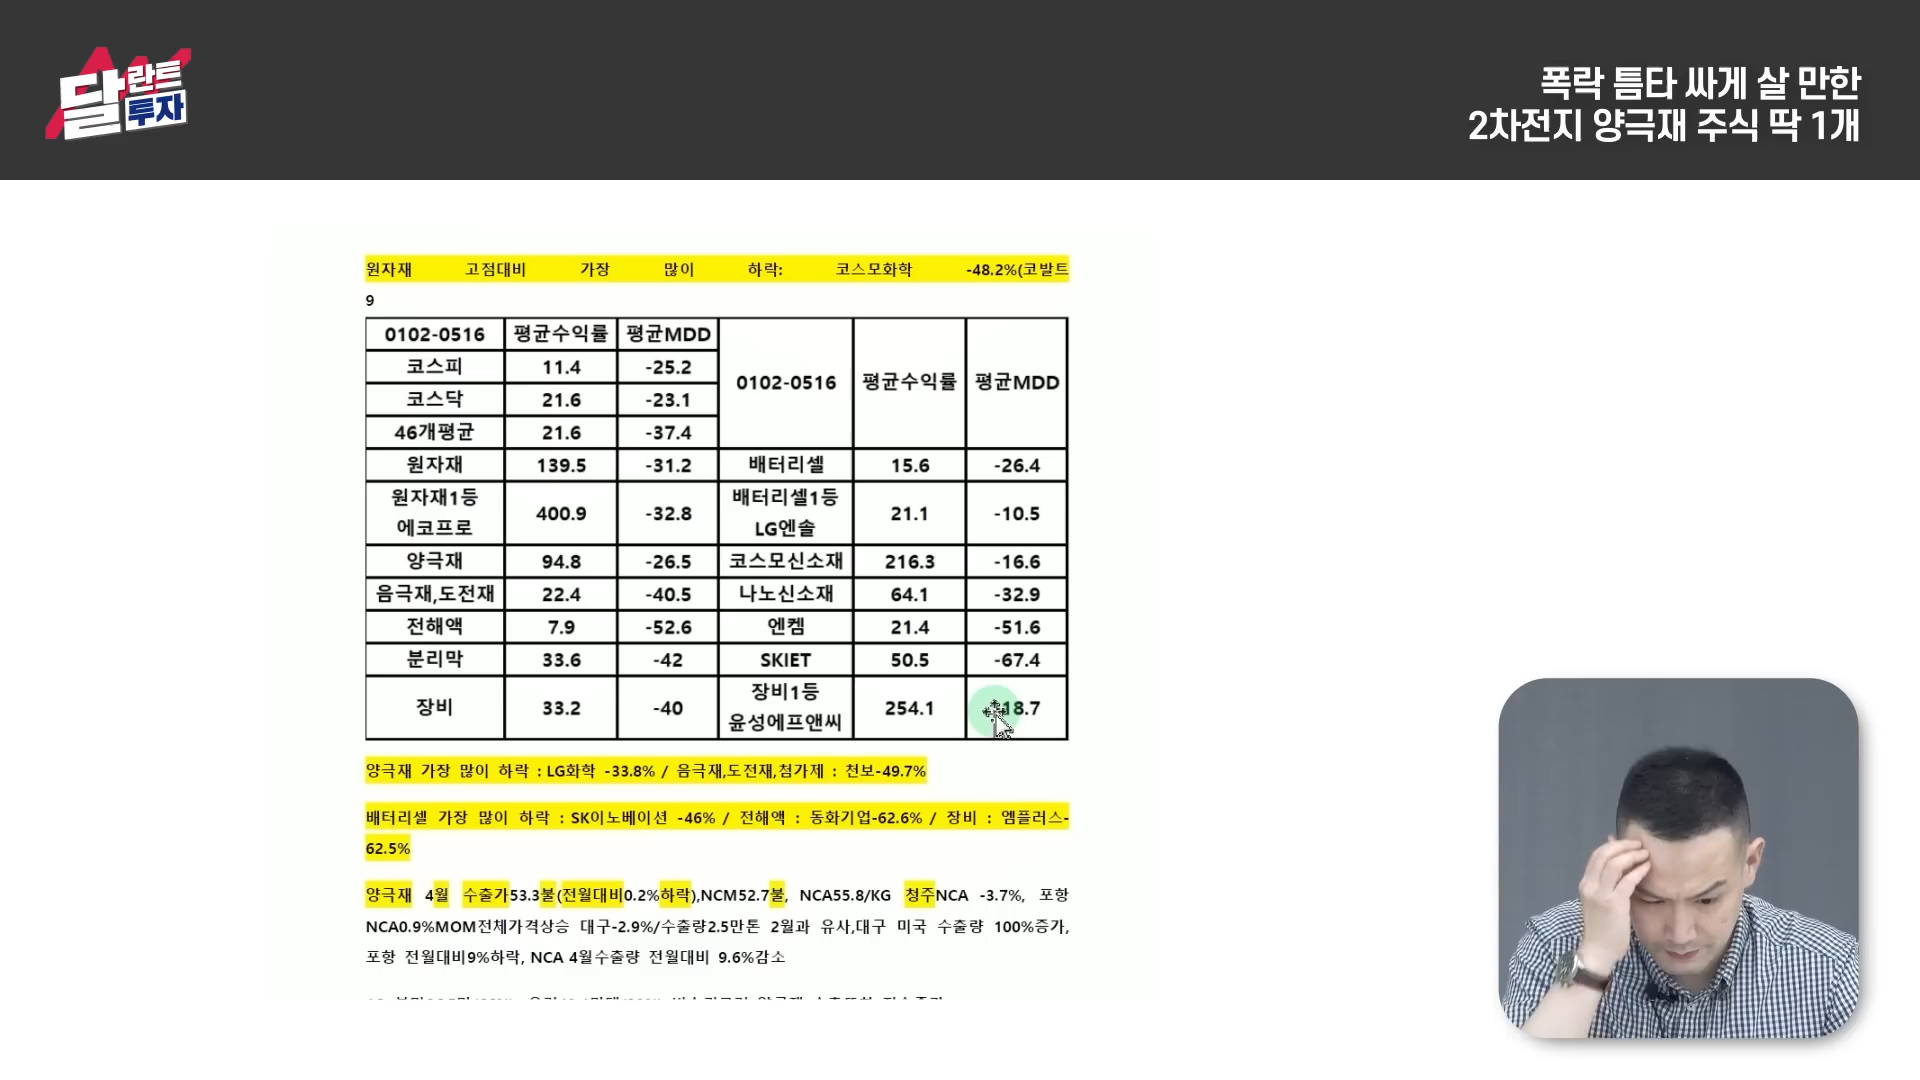 달란트
투자
폭락 틈타 싸게 살 만한
2차전지 양극재 주식 딱 1개
원자재 고점대비 가장 많이 하락: 코스모화학 -48.2%(코발트
9
0102-0516 평균수익률 평균MDD 0102-0516 평균수익률 평균MDD
코스피 11.4 -25.2
코스닥 21.6 -23.1
46개평균 21.6 -37.4
원자재 139.5 -31.2 배터리셀 15.6 -26.4
원자재1등 에코프로 400.9 -32.8 배터리셀1등 LG엔솔 21.1 -10.5
양극재 94.8 -26.5 코스모신소재 216.3 -16.6
음극재,도전재 22.4 -40.5 나노신소재 64.1 -32.9
전해액 7.9 -52.6 엔켐 21.4 -51.6
분리막 33.6 -42 SKIET 50.5 -67.4
장비 33.2 -40 장비1등 윤성에프앤씨 254.1 -18.7
양극재 가장 많이 하락 : LG화학 -33.8% / 음극재,도전재,첨가제 : 천보-49.7%
배터리셀 가장 많이 하락 : SK이노베이션 -46% / 전해액 : 동화기업-62.6% / 장비 : 엠플러스-
62.5%
양극재 4월 수출가53.3불(전월대비0.2%하락),NCM52.7불, NCA55.8/KG 청주NCA -3.7%, 포항
NCA0.9%MOM전체가격상승 대구-2.9%/수출량2.5만톤 2월과 유사,대구 미국 수출량 100%증가,
포항 전월대비9%하락, NCA 4월수출량 전월대비 9.6%감소